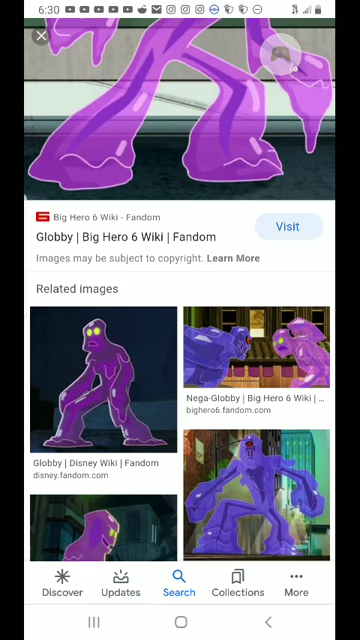 6:30
Big Hero 6 Wiki - Fandom
Globby | Big Hero 6 Wiki | Fandom
Visit
Images may be subject to copyright. Learn More
Related images
Nega-Globby | Big Hero 6 Wiki | ...
bighero6.fandom.com
Globby | Disney Wiki | Fandom
disney.fandom.com
Discover
Updates
Search
Collections
More